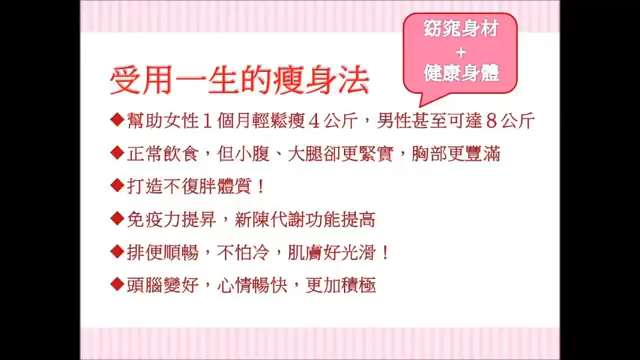 窈窕身材
+
健康身體
受用一生的瘦身法
◆幫助女性１個月輕鬆瘦４公斤，男性甚至可達８公斤
◆正常飲食，但小腹、大腿卻更緊實，胸部更豐滿
◆打造不復胖體質！
◆免疫力提昇，新陳代謝功能提高
◆排便順暢，不怕冷，肌膚好光滑！
◆頭腦變好，心情暢快，更加積極